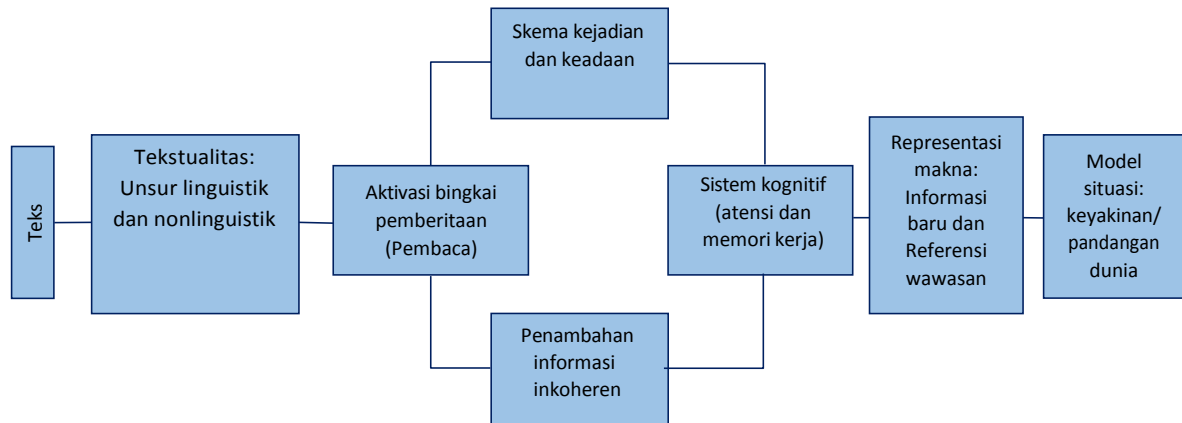 Teks
Tekstualitas:
Unsur linguistik
dan nonlinguistik
Aktivasi bingkai
pemberitaan
(Pembaca)
Skema kejadian
dan keadaan
Penambahan
informasi
inkoheren
Sistem kognitif
(atensi dan
memori kerja)
Representasi
makna:
Informasi
baru dan
Referensi
wawasan
Model
situasi:
keyakinan/
pandangan
dunia